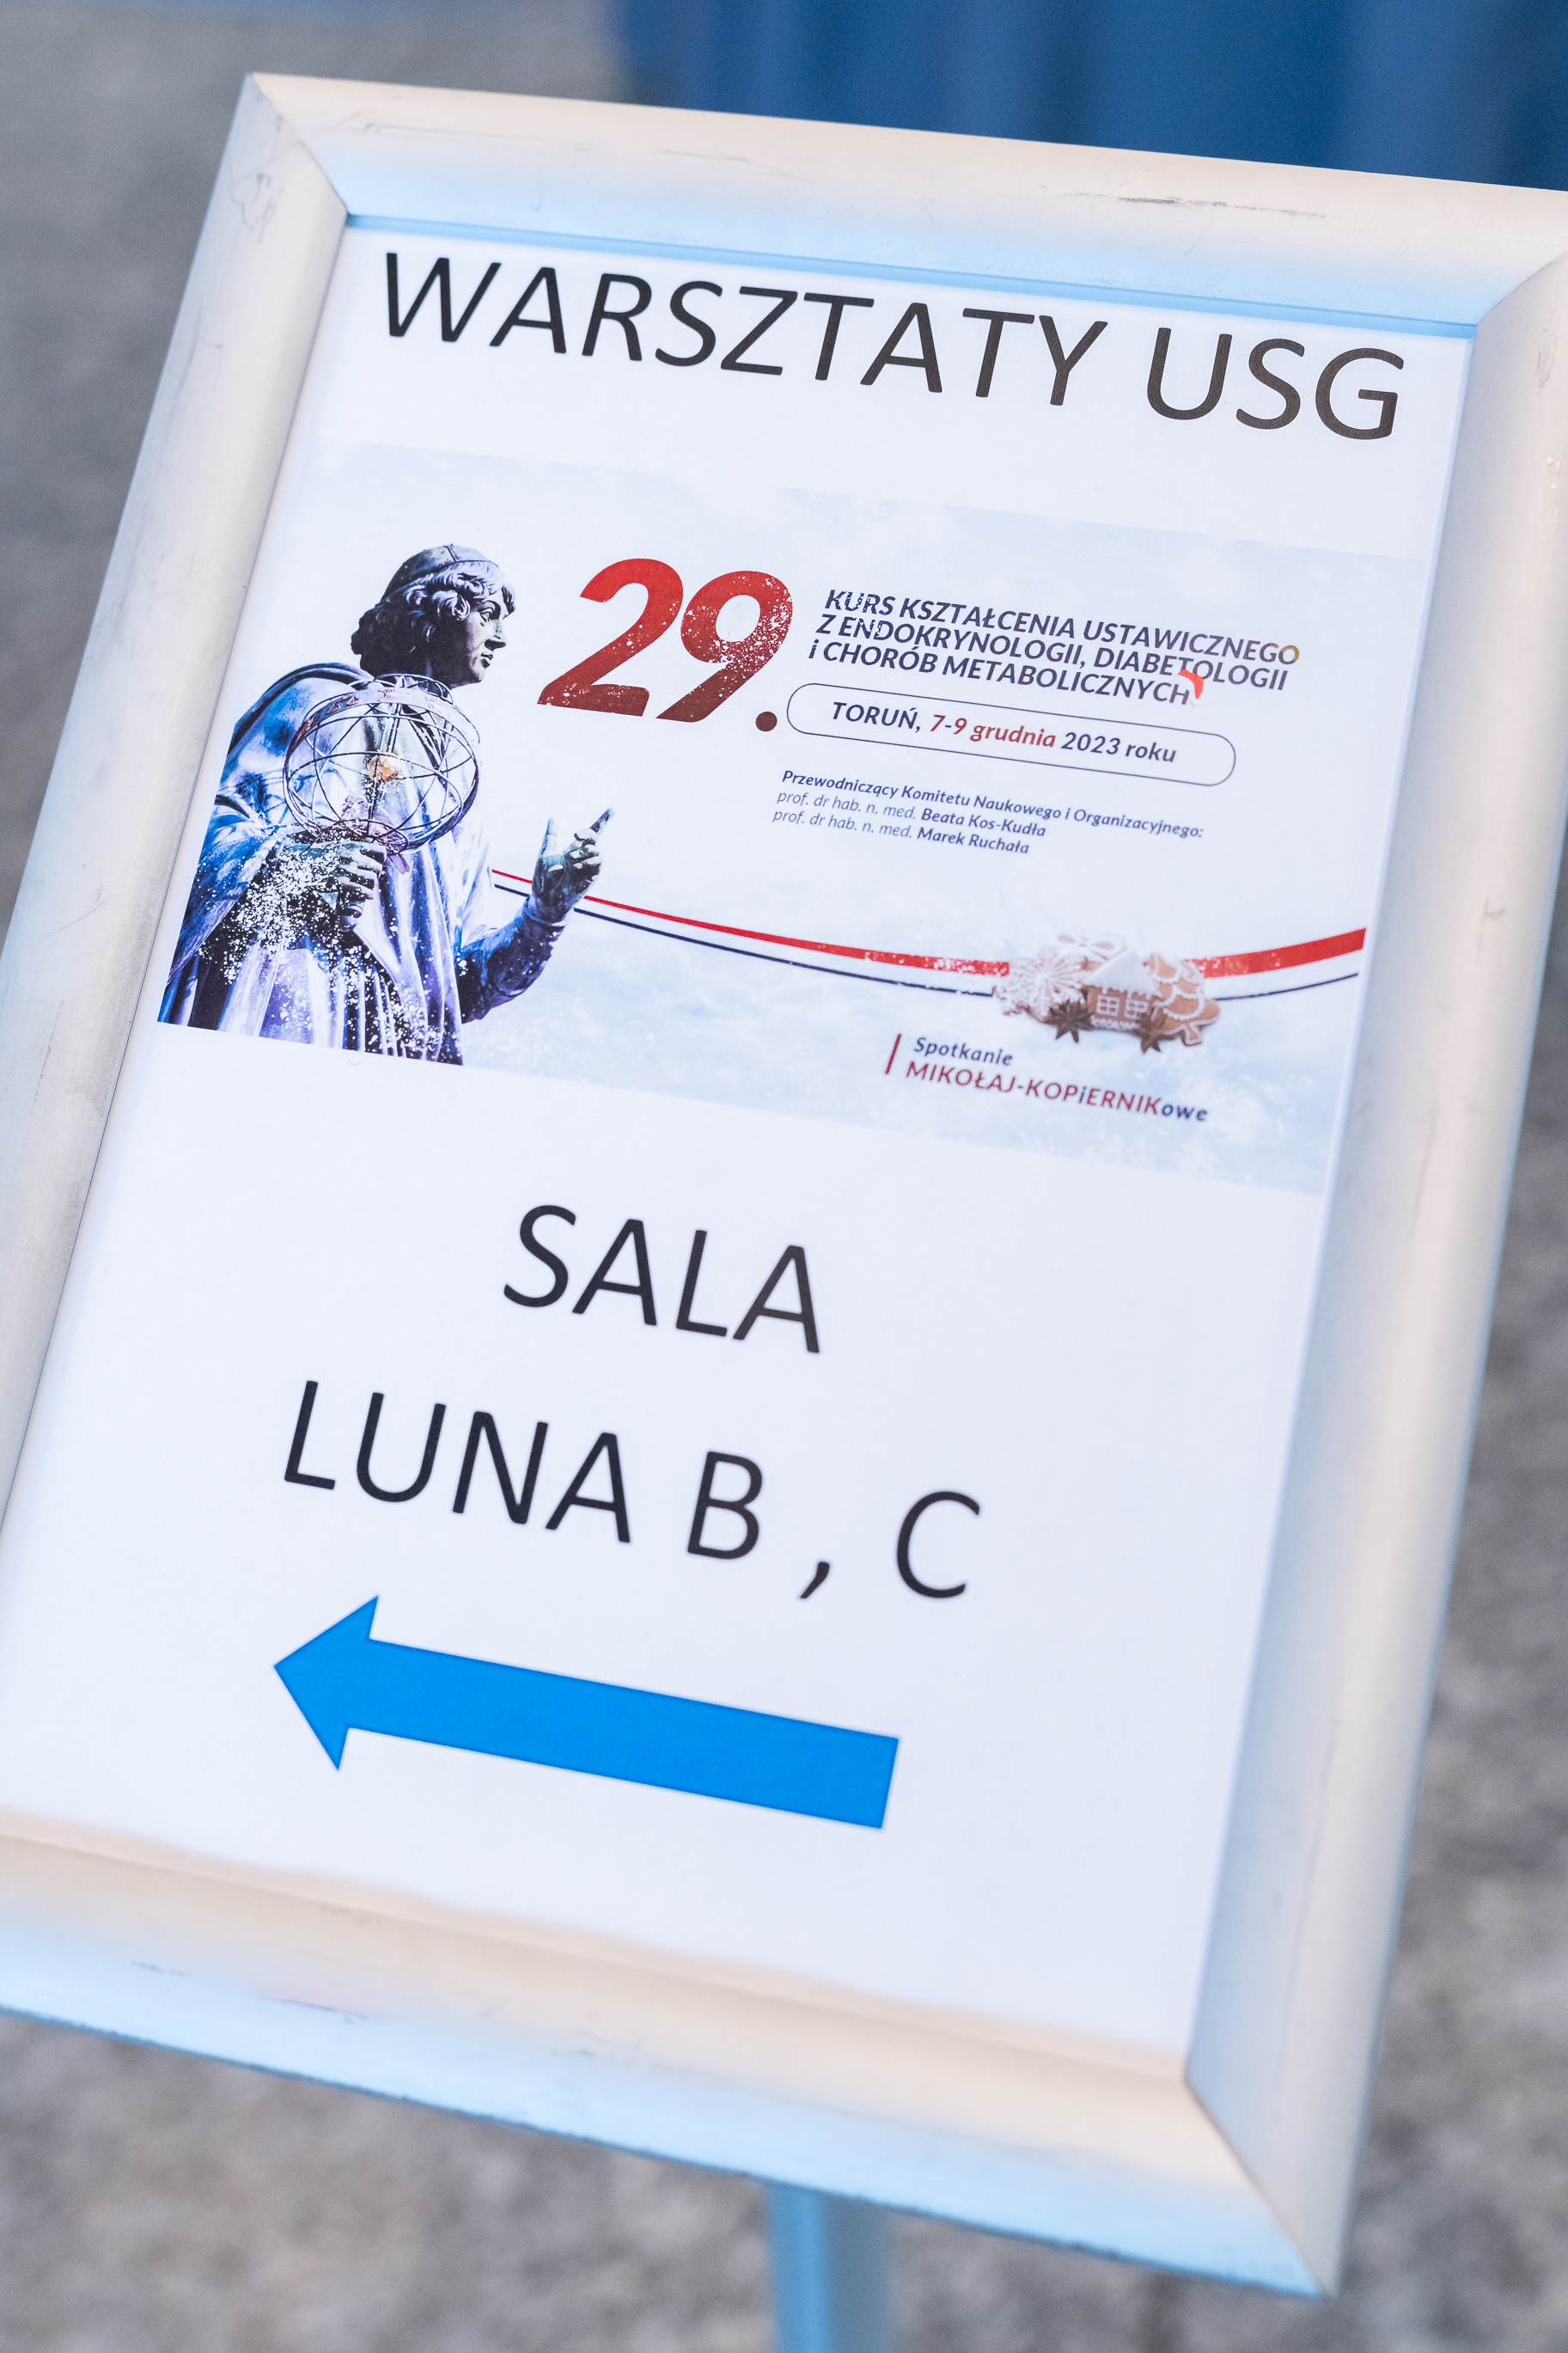 WARSZTATY USG
29.
KURS KSZTAŁCENIA USTAWICZNEGO
Z ENDOKRYNOLOGII, DIABETOLOGII
i CHORÓB METABOLICZNYCH
TORUŃ, 7-9 grudnia 2023 roku
Przewodniczący Komitetu Naukowego i Organizacyjnego:
prof. dr hab. n. med. Beata Kos-Kudła
prof. dr hab. n. med. Marek Ruchała
Spotkanie
MIKOŁAJ-KOPiERNIKowe
SALA
LUNA B , C